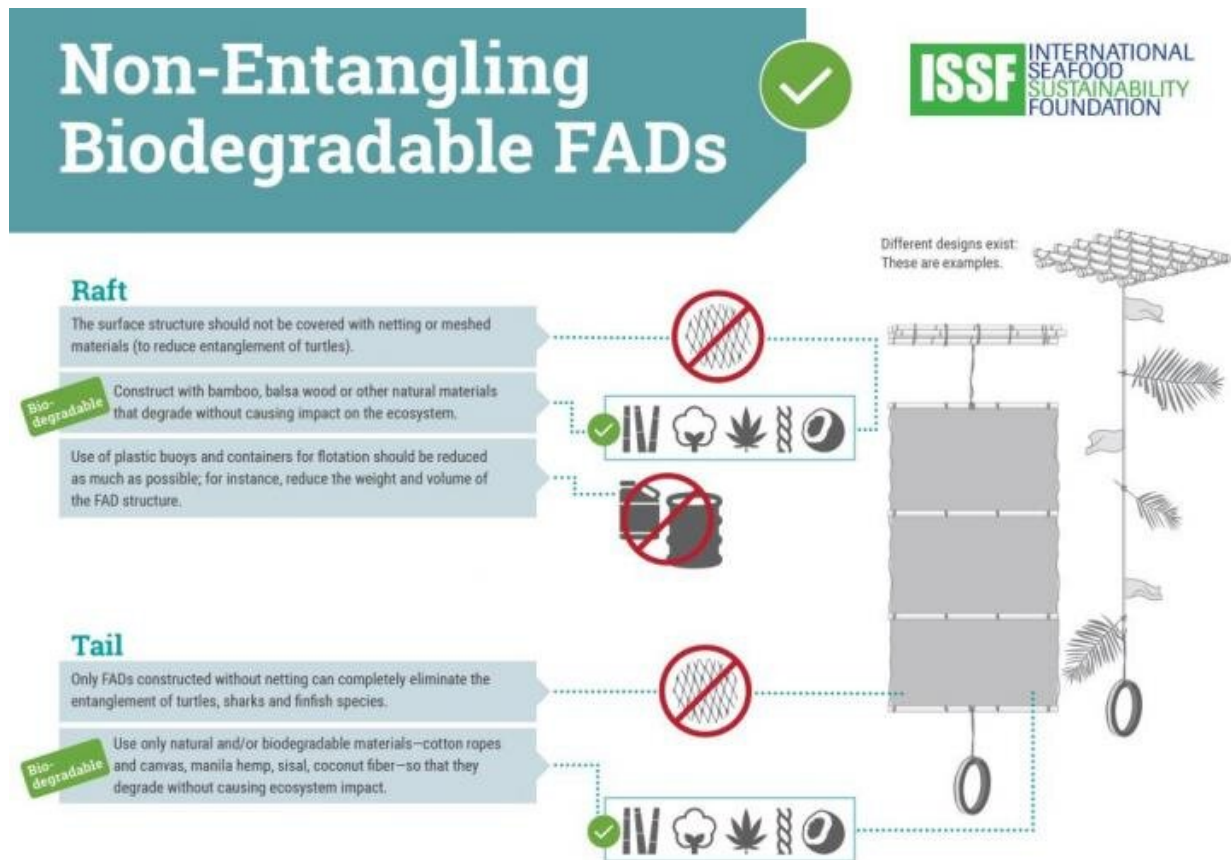 Non-Entangling
Biodegradable FADs
ISSF
INTERNATIONAL
SEAFOOD
SUSTAINABILITY
FOUNDATION
Different designs exist:
These are examples.
Raft
The surface structure should not be covered with netting or meshed
materials (to reduce entanglement of turtles).
Bio-
degradable
Construct with bamboo, balsa wood or other natural materials
that degrade without causing impact on the ecosystem.
Use of plastic buoys and containers for flotation should be reduced
as much as possible; for instance, reduce the weight and volume of
the FAD structure.
Tail
Only FADs constructed without netting can completely eliminate the
entanglement of turtles, sharks and finfish species.
Bio-
degradable
Use only natural and/or biodegradable materials—cotton ropes
and canvas, manila hemp, sisal, coconut fiber—so that they
degrade without causing ecosystem impact.